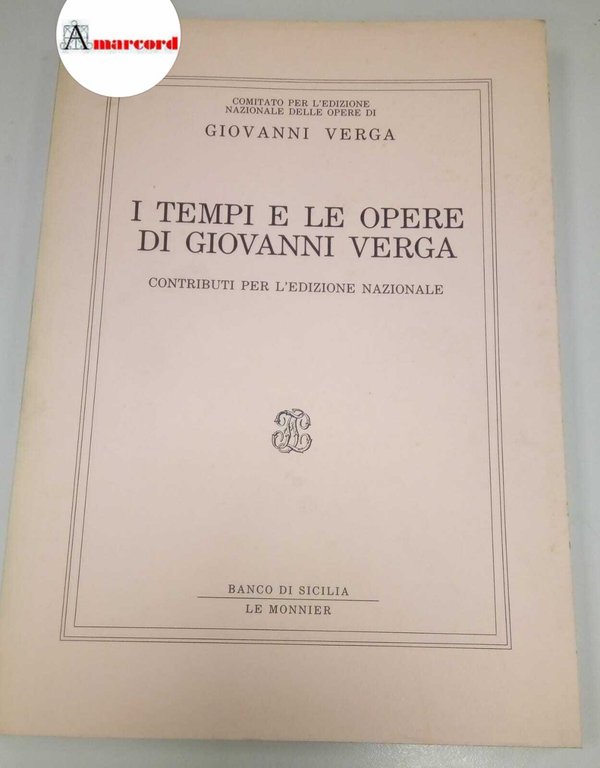 Amarcord
COMITATO PER L'EDIZIONE
NAZIONALE DELLE OPERE DI
GIOVANNI VERGA
I TEMPI E LE OPERE
DI GIOVANNI VERGA
CONTRIBUTI PER L'EDIZIONE NAZIONALE
BANCO DI SICILIA
LE MONNIER